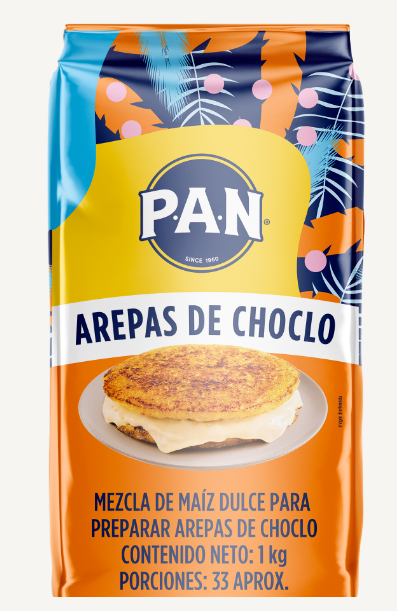 P.A.N
®
SINCE 1960
AREPAS DE CHOCLO
MEZCLA DE MAÍZ DULCE PARA
PREPARAR AREPAS DE CHOCLO
CONTENIDO NETO: 1 kg
PORCIONES: 33 APROX.